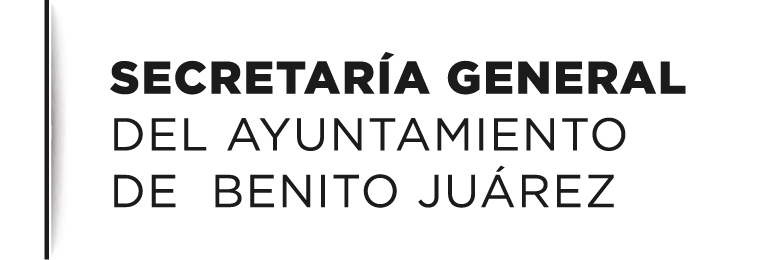 SECRETARÍA GENERAL
DEL AYUNTAMIENTO
DE BENITO JUÁREZ